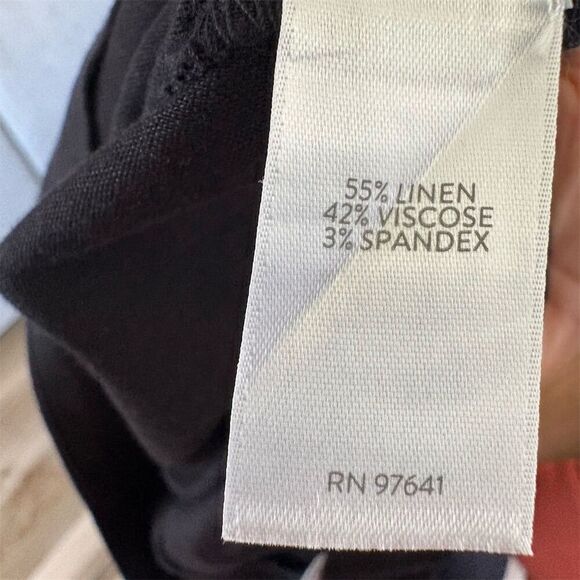 55% LINEN
42% VISCOSE
3% SPANDEX
RN 97641